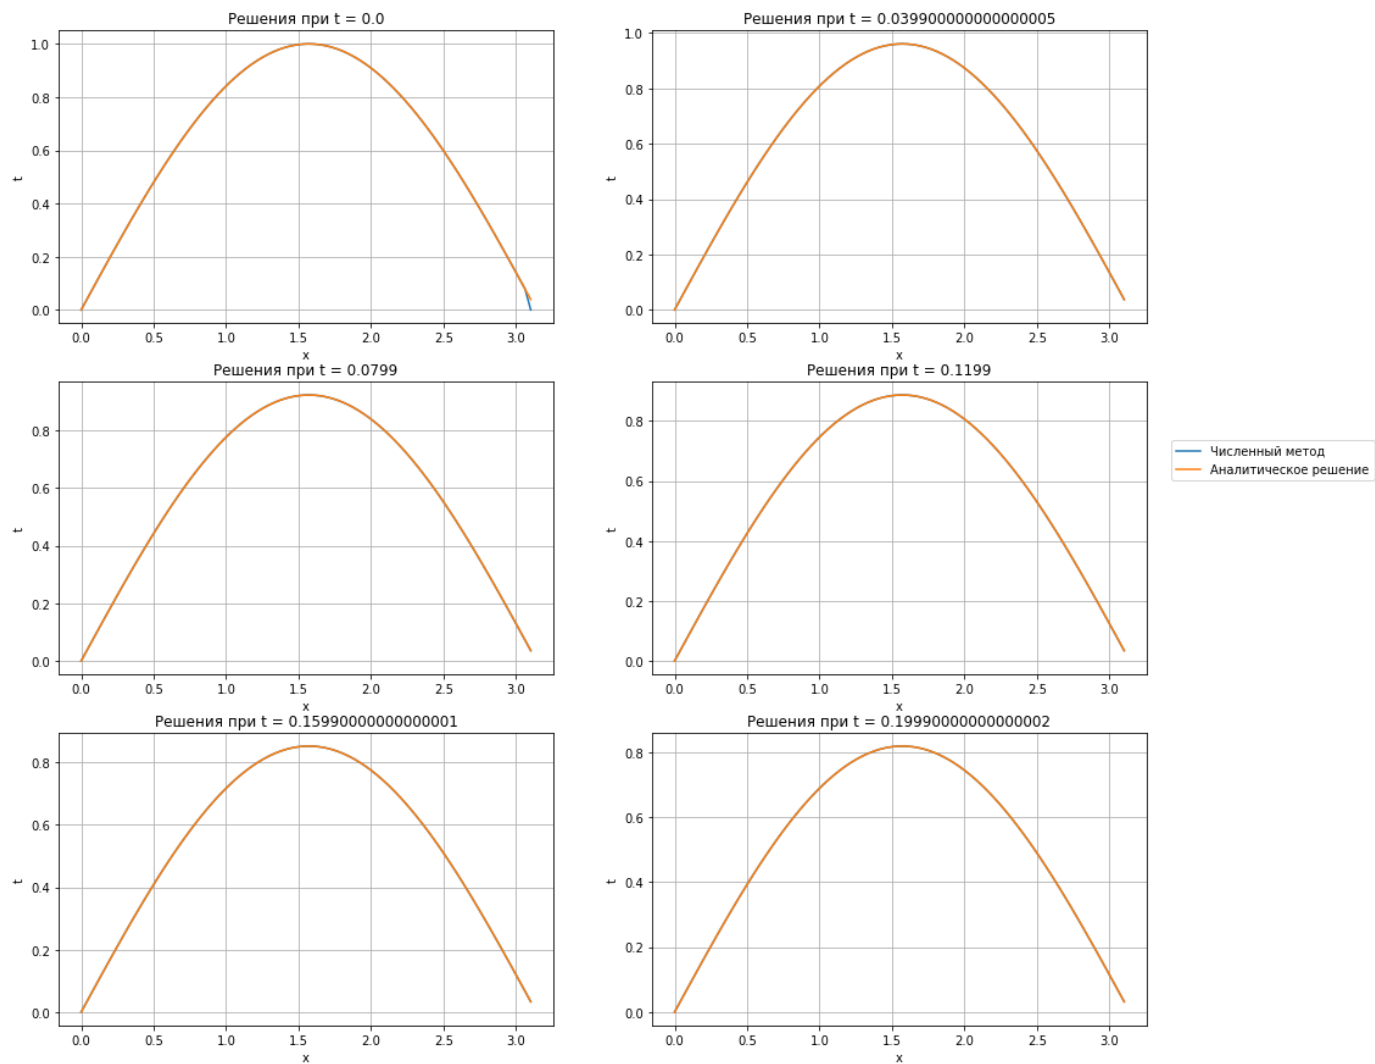 Решения при t = 0.0
1.0
0.8
0.6
0.4
0.2
0.0
t
0.0 0.5 1.0 1.5 2.0 2.5 3.0
x
Решения при t = 0.039900000000000005
1.0
0.8
0.6
0.4
0.2
0.0
t
0.0 0.5 1.0 1.5 2.0 2.5 3.0
x
Решения при t = 0.0799
0.8
0.6
0.4
0.2
0.0
t
0.0 0.5 1.0 1.5 2.0 2.5 3.0
x
Решения при t = 0.1199
0.8
0.6
0.4
0.2
0.0
t
0.0 0.5 1.0 1.5 2.0 2.5 3.0
x
Численный метод
Аналитическое решение
Решения при t = 0.15990000000000001
0.8
0.6
0.4
0.2
0.0
t
0.0 0.5 1.0 1.5 2.0 2.5 3.0
x
Решения при t = 0.19990000000000002
0.8
0.6
0.4
0.2
0.0
t
0.0 0.5 1.0 1.5 2.0 2.5 3.0
x